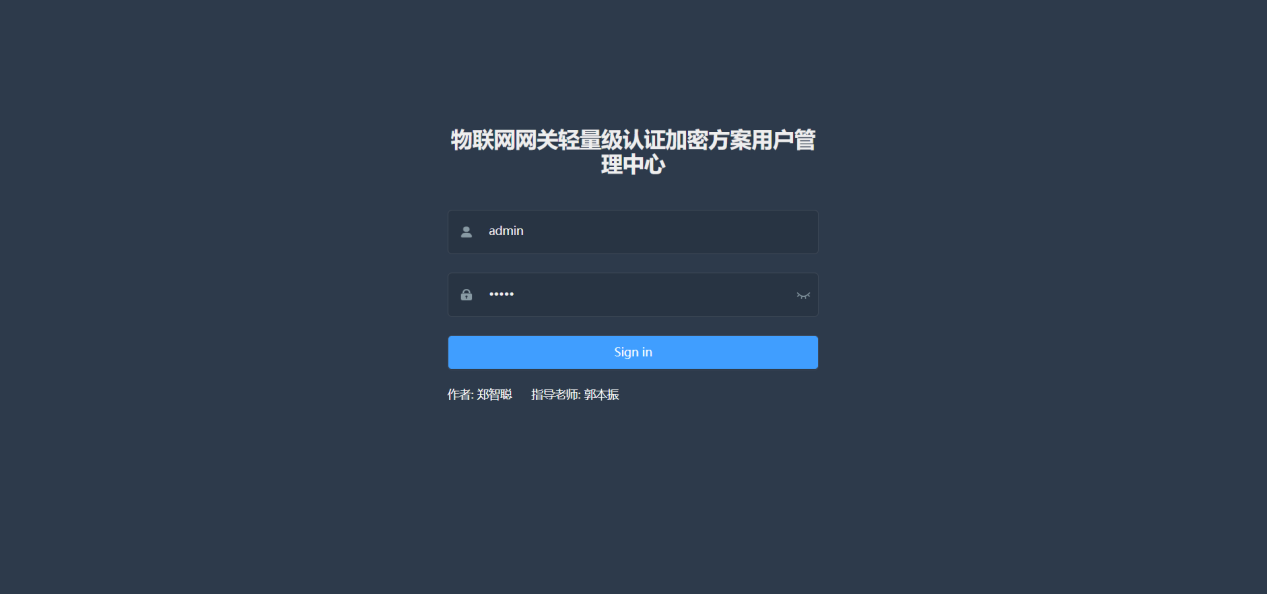 物联网网关轻量级认证加密方案用户管
理中心
admin
•••••
Sign in
作者: 郑智聪 指导老师: 郭本振